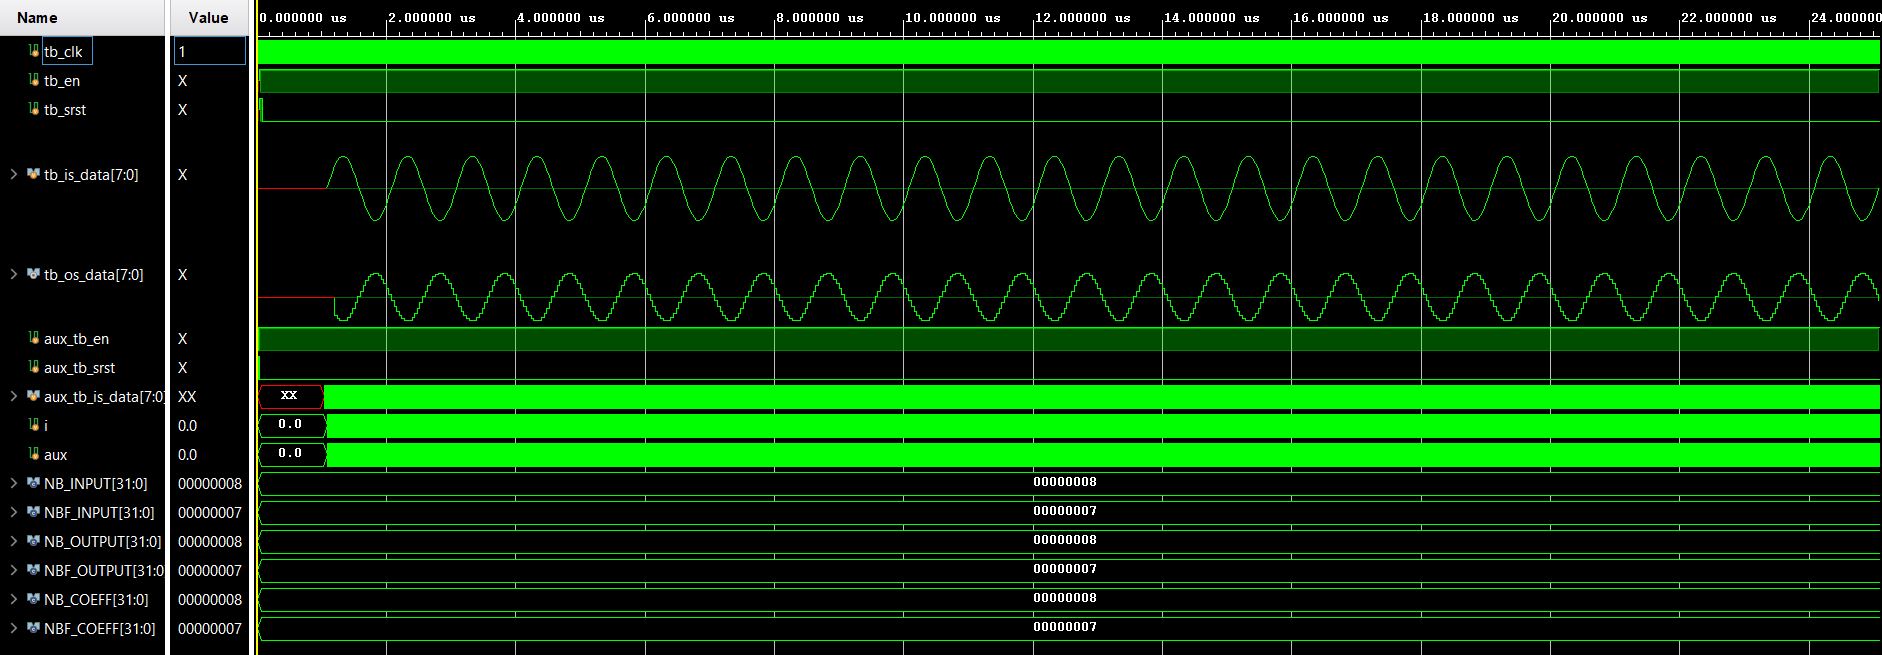 Name Value 0.000000 us 2.000000 us 4.000000 us 6.000000 us 8.000000 us 10.000000 us 12.000000 us 14.000000 us 16.000000 us 18.000000 us 20.000000 us 22.000000 us 24.00000
tb_clk 1
tb_en X
tb_srst X
tb_is_data[7:0] X
tb_os_data[7:0] X
aux_tb_en X
aux_tb_srst X
aux_tb_is_data[7:0] XX XX
i 0.0 0.0
aux 0.0 0.0
NB_INPUT[31:0] 00000008 00000008
NBF_INPUT[31:0] 00000007 00000007
NB_OUTPUT[31:0] 00000008 00000008
NBF_OUTPUT[31:0 00000007 00000007
NB_COEFF[31:0] 00000008 00000008
NBF_COEFF[31:0] 00000007 00000007